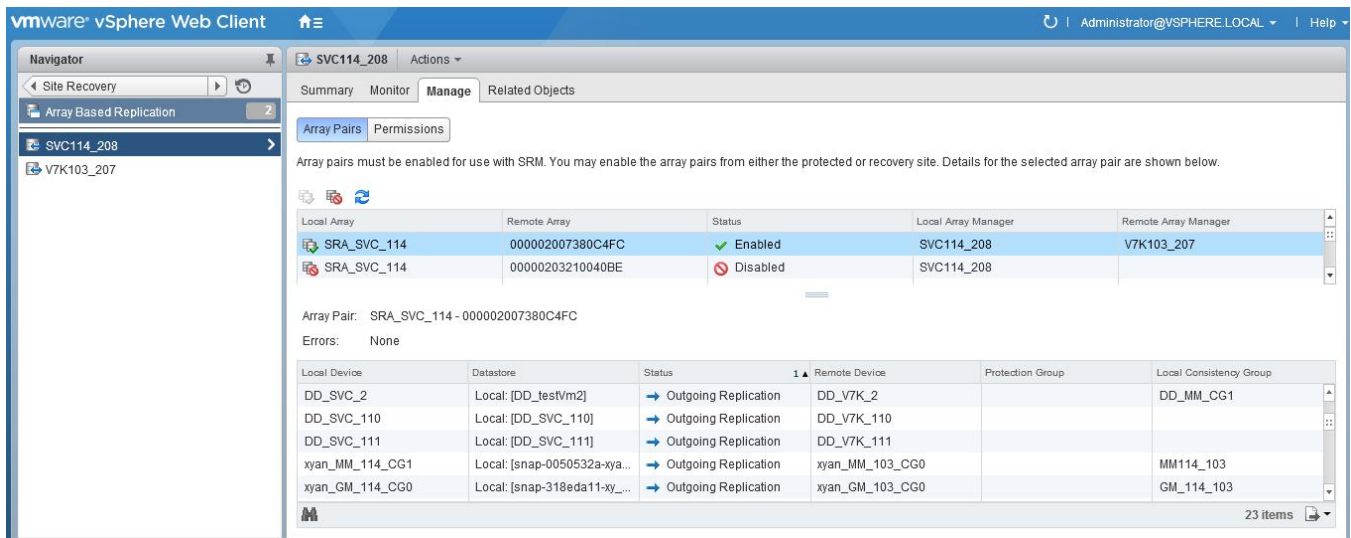 vmware® vSphere Web Client
Administrator@VSPHERE.LOCAL
Help
Navigator
Site Recovery
Array Based Replication 2
SVC114_208
V7K103_207
SVC114_208 Actions
Summary Monitor Manage Related Objects
Array Pairs Permissions
Array pairs must be enabled for use with SRM. You may enable the array pairs from either the protected or recovery site. Details for the selected array pair are shown below.
Local Array Remote Array Status Local Array Manager Remote Array Manager
SRA_SVC_114 000002007380C4FC Enabled SVC114_208 V7K103_207
SRA_SVC_114 00000203210040BE Disabled SVC114_208
Array Pair: SRA_SVC_114 - 000002007380C4FC
Errors: None
Local Device Datastore Status 1 Remote Device Protection Group Local Consistency Group
DD_SVC_2 Local: [DD_testVm2] Outgoing Replication DD_V7K_2 DD_MM_CG1
DD_SVC_110 Local: [DD_SVC_110] Outgoing Replication DD_V7K_110
DD_SVC_111 Local: [DD_SVC_111] Outgoing Replication DD_V7K_111
xyan_MM_114_CG1 Local: [snap-0050532a-xya... Outgoing Replication xyan_MM_103_CG0 MM114_103
xyan_GM_114_CG0 Local: [snap-318eda11-xy_... Outgoing Replication xyan_GM_103_CG0 GM_114_103
23 items